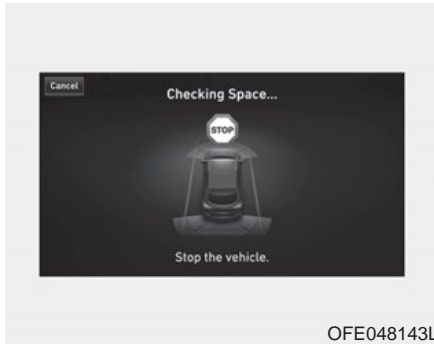 Cancel
Checking Space...
STOP
Stop the vehicle.
OFE048143L